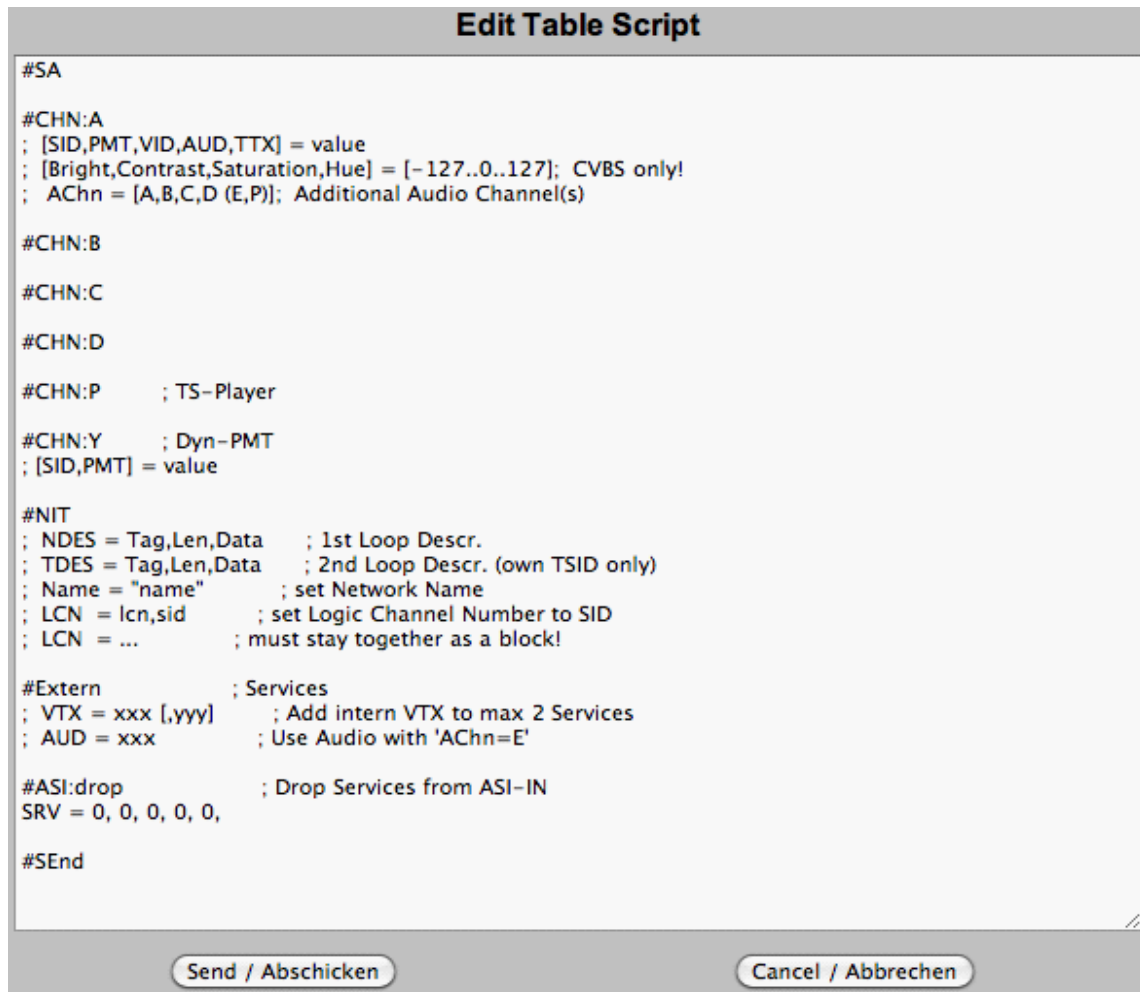 Edit Table Script
#SA
#CHN:A
; [SID,PMT,VID,AUD,TTX] = value
; [Bright,Contrast,Saturation,Hue] = [-127..0..127]; CVBS only!
; AChn = [A,B,C,D (E,P)]; Additional Audio Channel(s)
#CHN:B
#CHN:C
#CHN:D
#CHN:P ; TS-Player
#CHN:Y ; Dyn-PMT
; [SID,PMT] = value
#NIT
; NDES = Tag,Len,Data ; 1st Loop Descr.
; TDES = Tag,Len,Data ; 2nd Loop Descr. (own TSID only)
; Name = "name" ; set Network Name
; LCN = lcn,sid ; set Logic Channel Number to SID
; LCN = ... ; must stay together as a block!
#Extern ; Services
; VTX = xxx [,yyy] ; Add intern VTX to max 2 Services
; AUD = xxx ; Use Audio with 'AChn=E'
#ASI:drop ; Drop Services from ASI-IN
SRV = 0, 0, 0, 0, 0,
#SEnd
Send / Abschicken
Cancel / Abbrechen